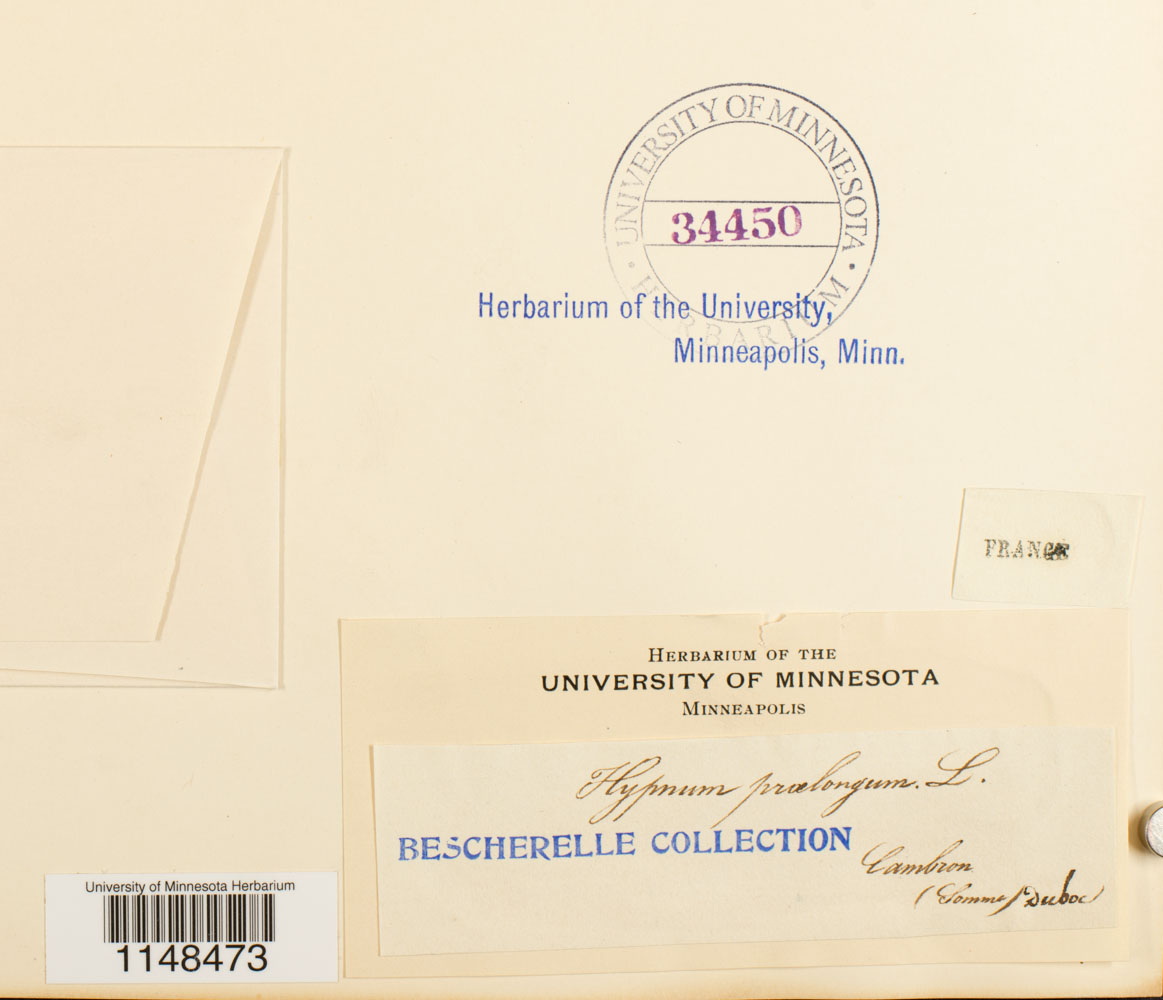 UNIVERSITY OF MINNESOTA
HERBARIUM
34450
Herbarium of the University,
Minneapolis, Minn.
FRANCE
HERBARIUM OF THE
UNIVERSITY OF MINNESOTA
MINNEAPOLIS
Hypnum prælongum. L.
BESCHERELLE COLLECTION
Cambron
(Somme) Duboc
University of Minnesota Herbarium
1148473